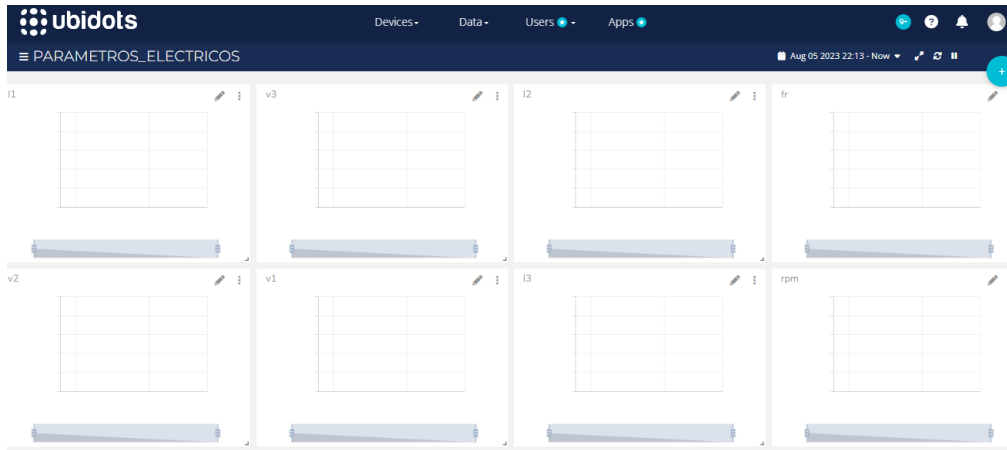 ubidots Devices Data Users Apps 9+ ?
PARAMETROS_ELECTRICOS Aug 05 2023 22:13 - Now
I1 v3 I2 fr
v2 v1 I3 rpm